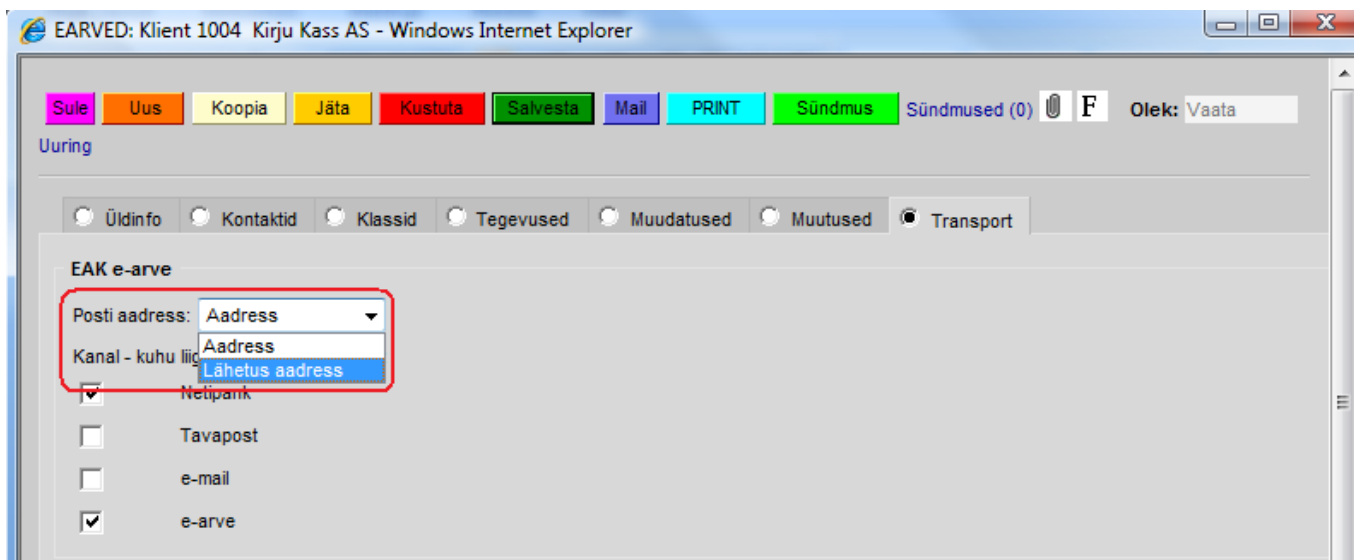 EARVED: Klient 1004 Kirju Kass AS - Windows Internet Explorer
Sule Uus Koopia Jäta Kustuta Salvesta Mail PRINT Sündmus Sündmused (0) F Olek: Vaata
Uuring
Üldinfo Kontaktid Klassid Tegevused Muudatused Muutused Transport
EAK e-arve
Posti aadress: Aadress
Aadress
Kanal - kuhu liig
Lähetus aadress
Netipank
Tavapost
e-mail
e-arve